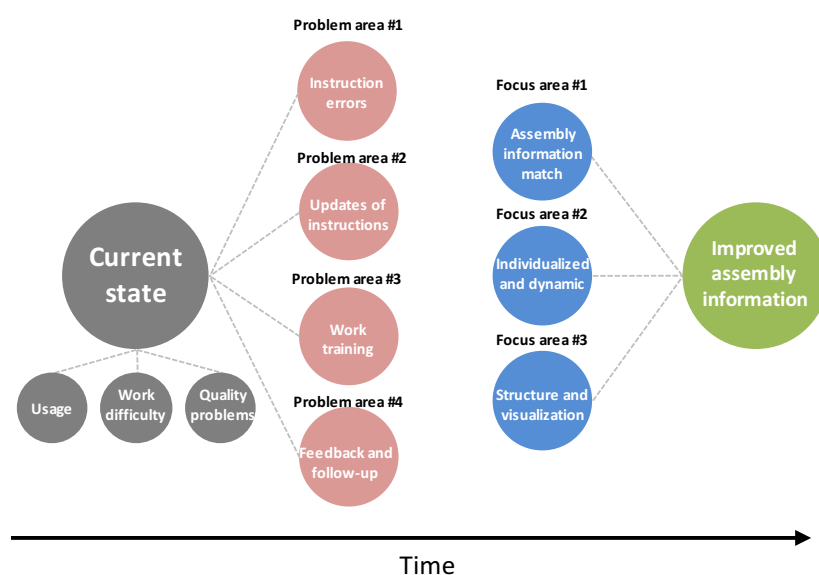 Problem area #1
Instruction
errors
Problem area #2
Updates of
instructions
Problem area #3
Work
training
Problem area #4
Feedback and
follow-up
Current
state
Usage
Work
difficulty
Quality
problems
Focus area #1
Assembly
information
match
Focus area #2
Individualized
and dynamic
Focus area #3
Structure and
visualization
Improved
assembly
information
Time